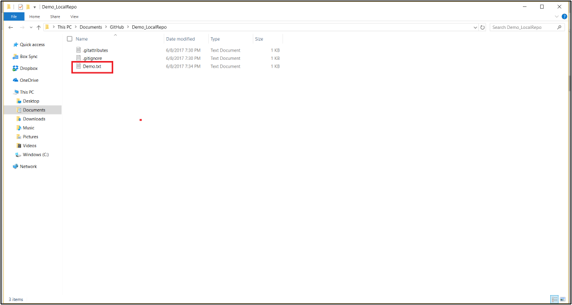 Demo_LocalRepo
File Home Share View
This PC > Documents > GitHub > Demo_LocalRepo
Search Demo_LocalRepo
Name Date modified Type Size
.gitattributes 6/8/2017 7:30 PM Text Document 1 KB
.gitignore 6/8/2017 7:30 PM Text Document 1 KB
Demo.txt 6/8/2017 7:34 PM Text Document 1 KB
Quick access
Box Sync
Dropbox
OneDrive
This PC
Desktop
Documents
Downloads
Music
Pictures
Videos
Windows (C:)
Network
3 items